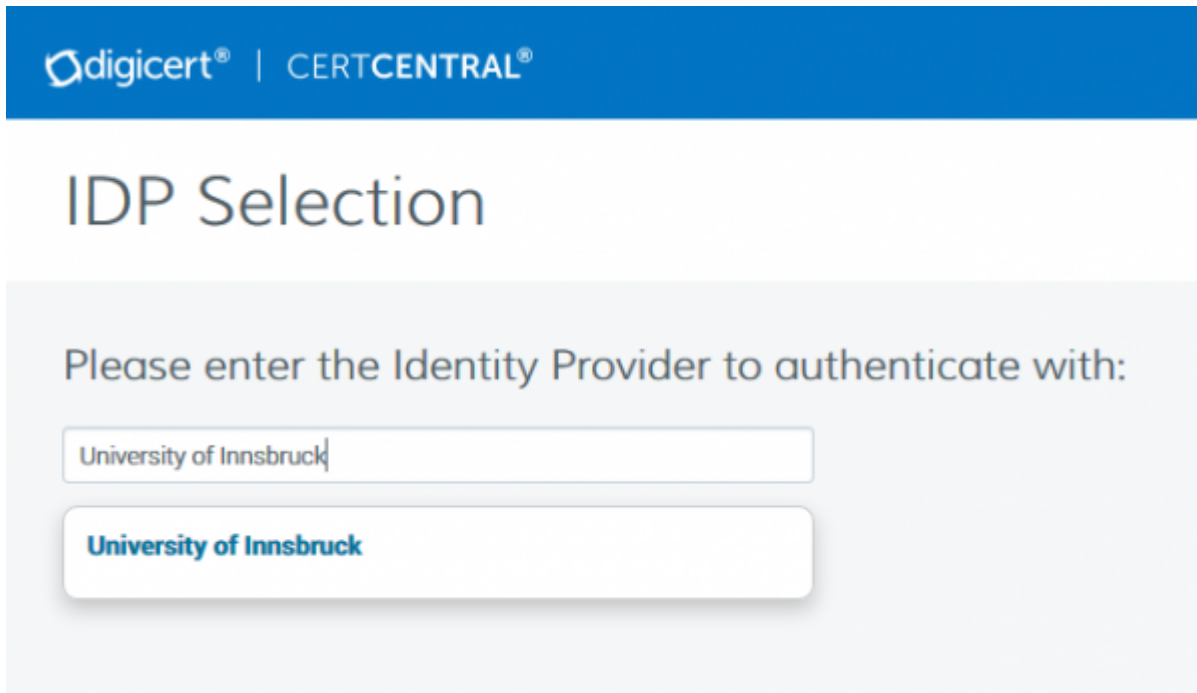 digicert® | CERTCENTRAL®
IDP Selection
Please enter the Identity Provider to authenticate with:
University of Innsbruck
University of Innsbruck